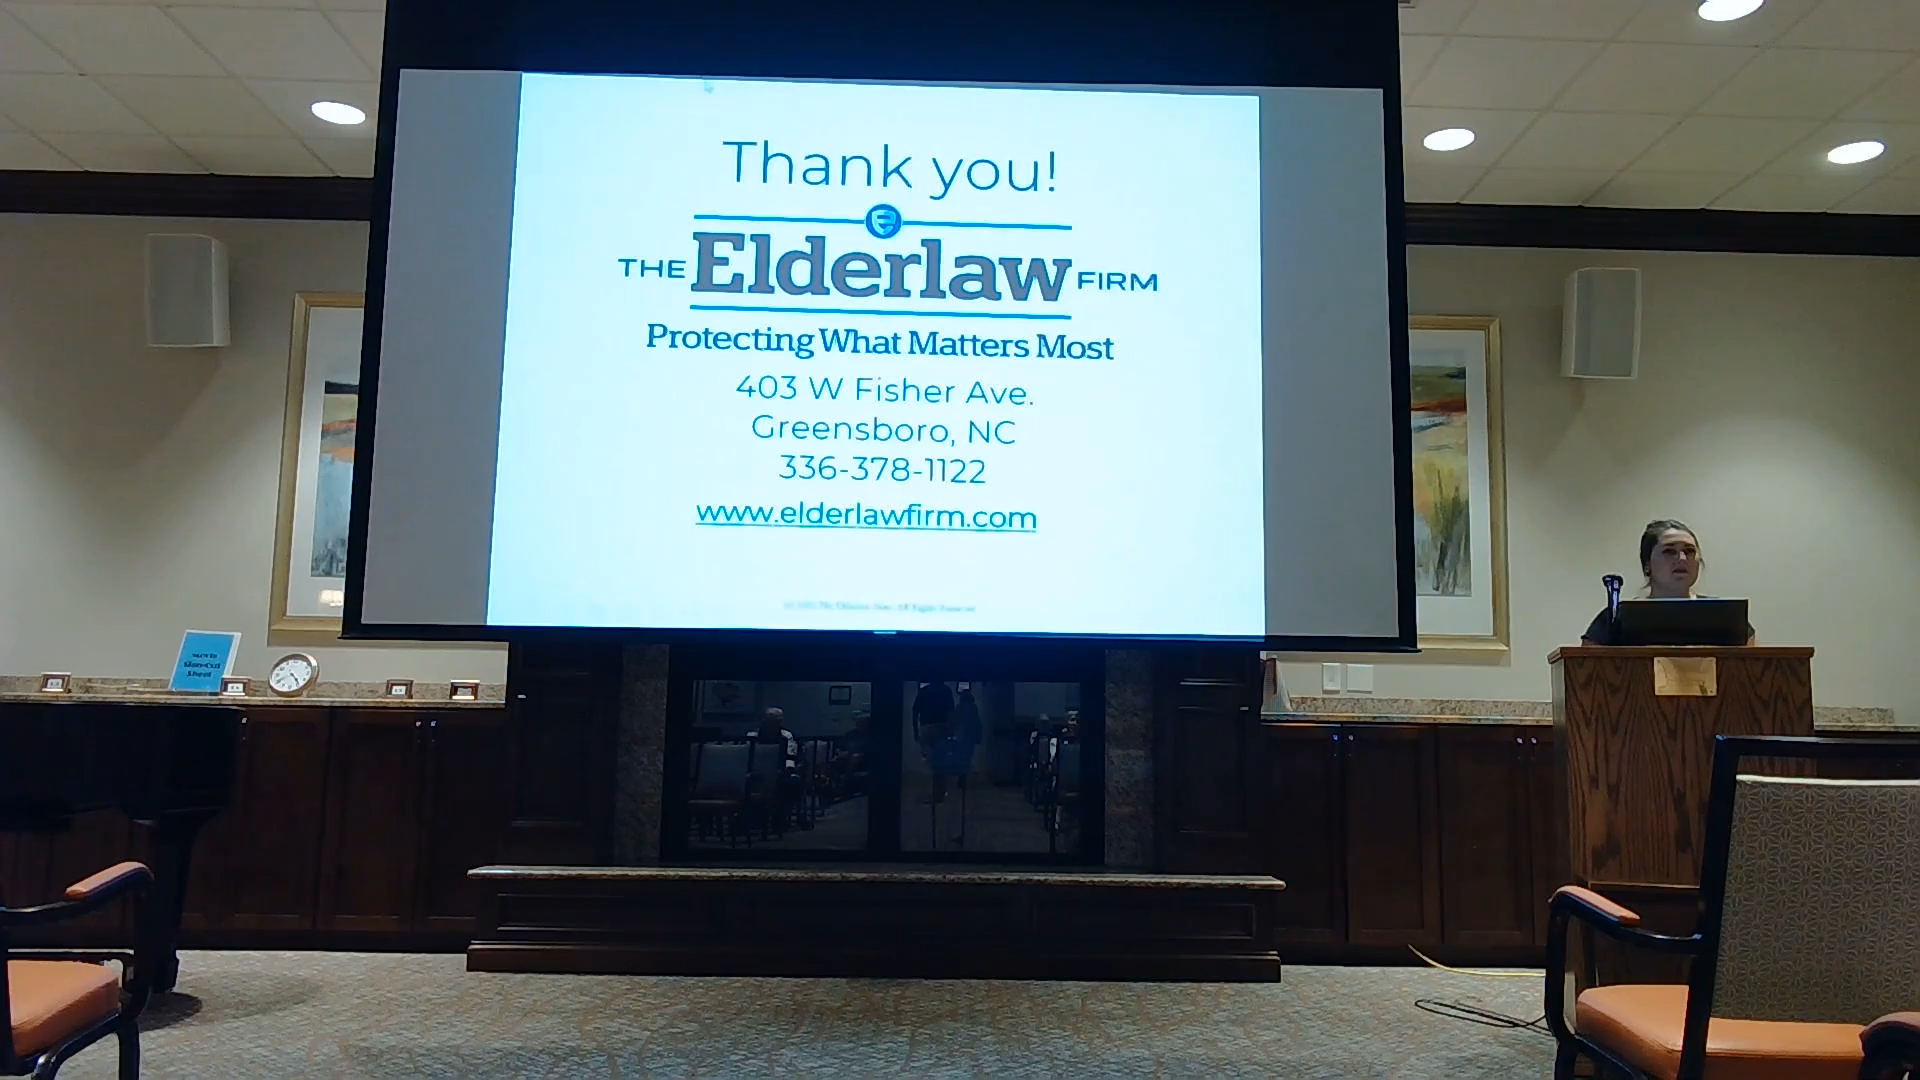 Thank you!
THE Elderlaw FIRM
Protecting What Matters Most
403 W Fisher Ave.
Greensboro, NC
336-378-1122
www.elderlawfirm.com